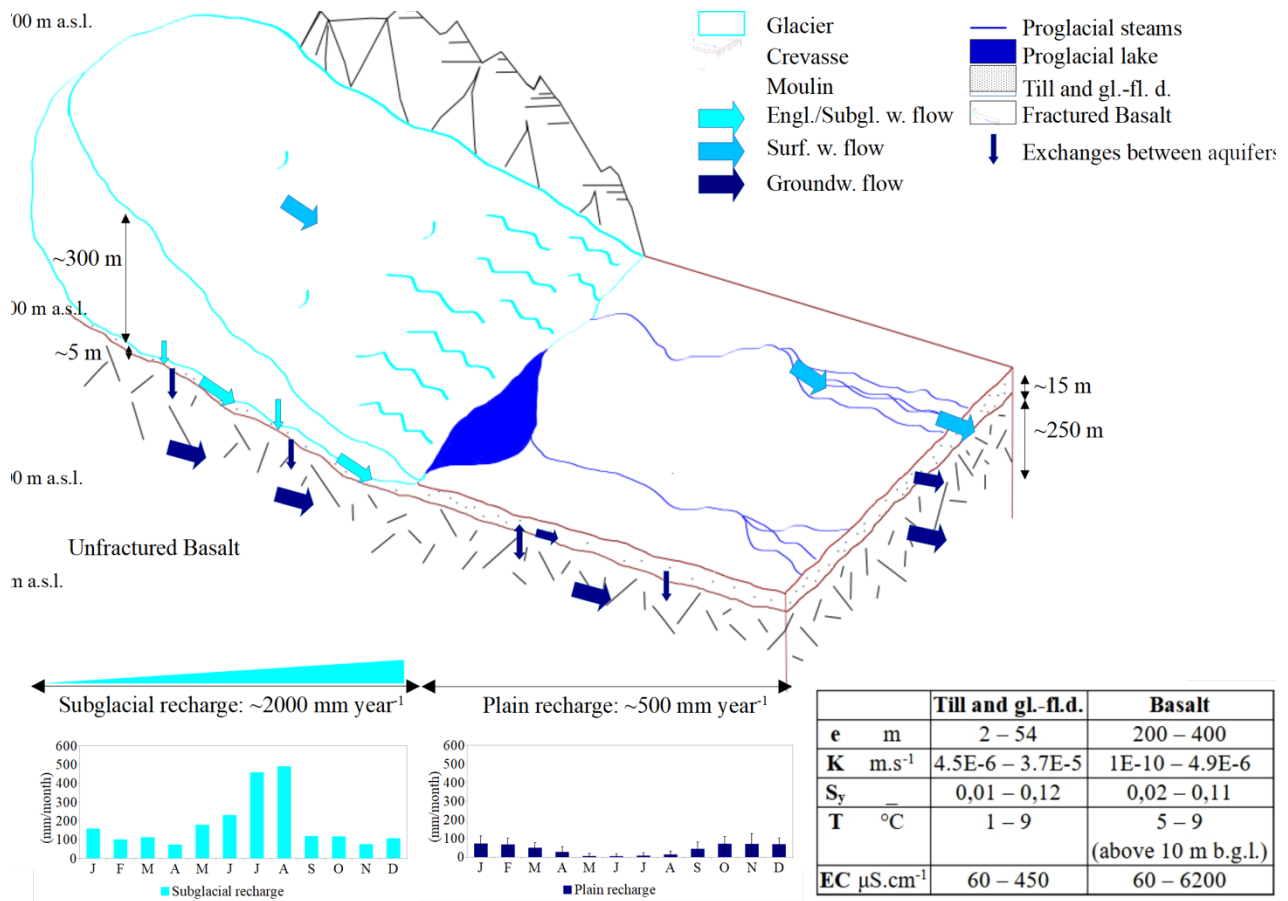 00 m a.s.l.
Glacier
Crevasse
Moulin
Engl./Subgl. w. flow
Surf. w. flow
Groundw. flow
Proglacial steams
Proglacial lake
Till and gl.-fl. d.
Fractured Basalt
Exchanges between aquifers
~300 m
00 m a.s.l.
~5 m
~15 m
~250 m
0 m a.s.l.
Unfractured Basalt
m a.s.l.
Subglacial recharge: ~2000 mm year-1
Plain recharge: ~500 mm year-1
(mm/month)
600
500
400
300
200
100
0
J F M A M J J A S O N D
Subglacial recharge
(mm/month)
600
500
400
300
200
100
0
J F M A M J J A S O N D
Plain recharge
Till and gl.-fl.d. Basalt
e m 2 – 54 200 – 400
K m.s-1 4.5E-6 – 3.7E-5 1E-10 – 4.9E-6
Sy _ 0,01 – 0,12 0,02 – 0,11
T °C 1 – 9 5 – 9
(above 10 m b.g.l.)
EC µS.cm-1 60 – 450 60 – 6200